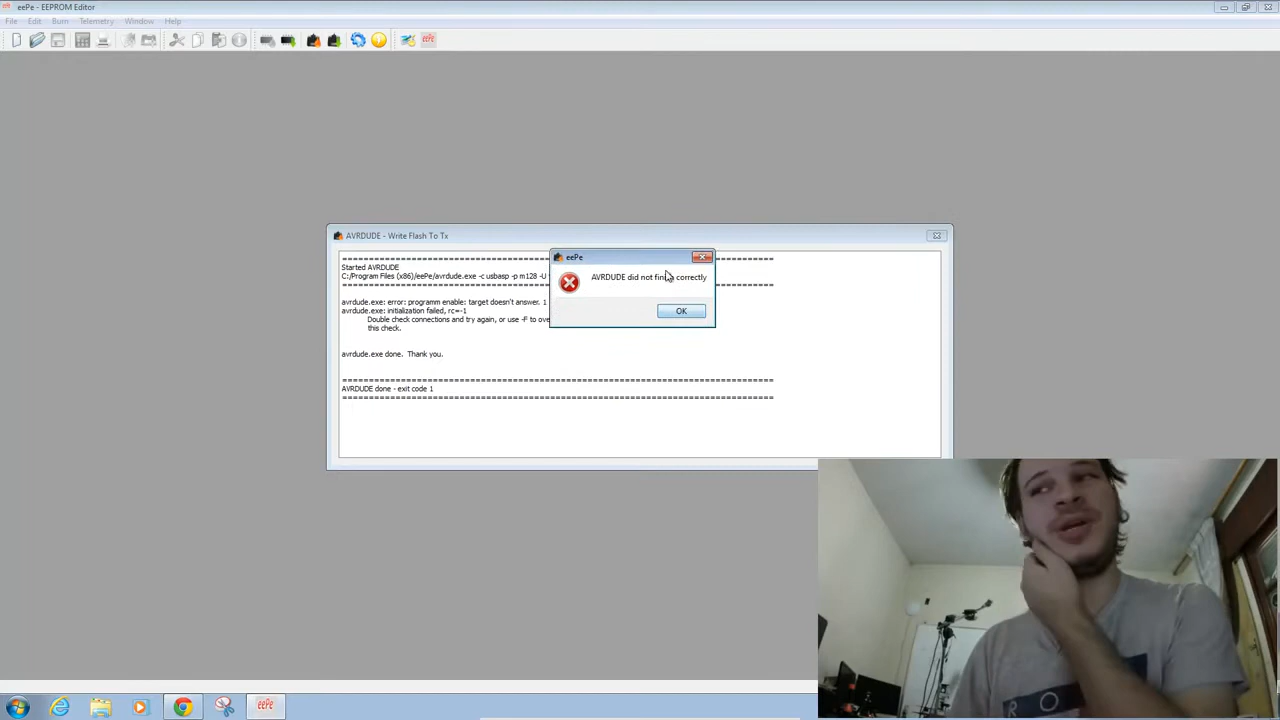 eePe - EEPROM Editor
File Edit Burn Telemetry Window Help
eePe
AVRDUDE - Write Flash To Tx
eePe
AVRDUDE did not correctly
OK
================
Started AVRDUDE
C:/Program Files (x86)/eePe/avrdude.exe -c usbasp -p m128 -U
avrdude.exe: error: programm enable: target doesn't answer. 1
avrdude.exe: initialization failed, rc=-1
Double check connections and try again, or use -F to
this check.
avrdude.exe done. Thank you.
================
AVRDUDE done - exit code 1
================
eePe
R O